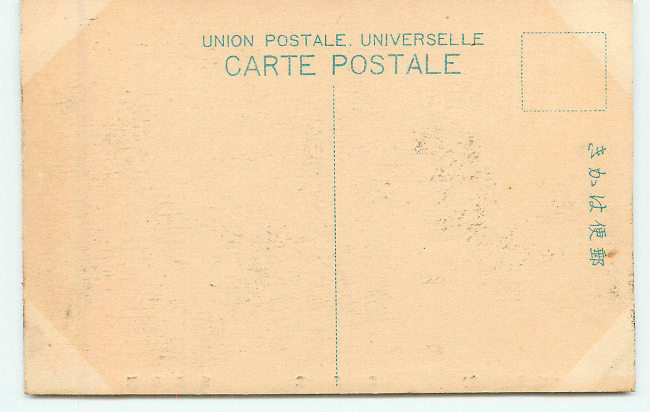 UNION POSTALE. UNIVERSELLE
CARTE POSTALE
郵便はかき